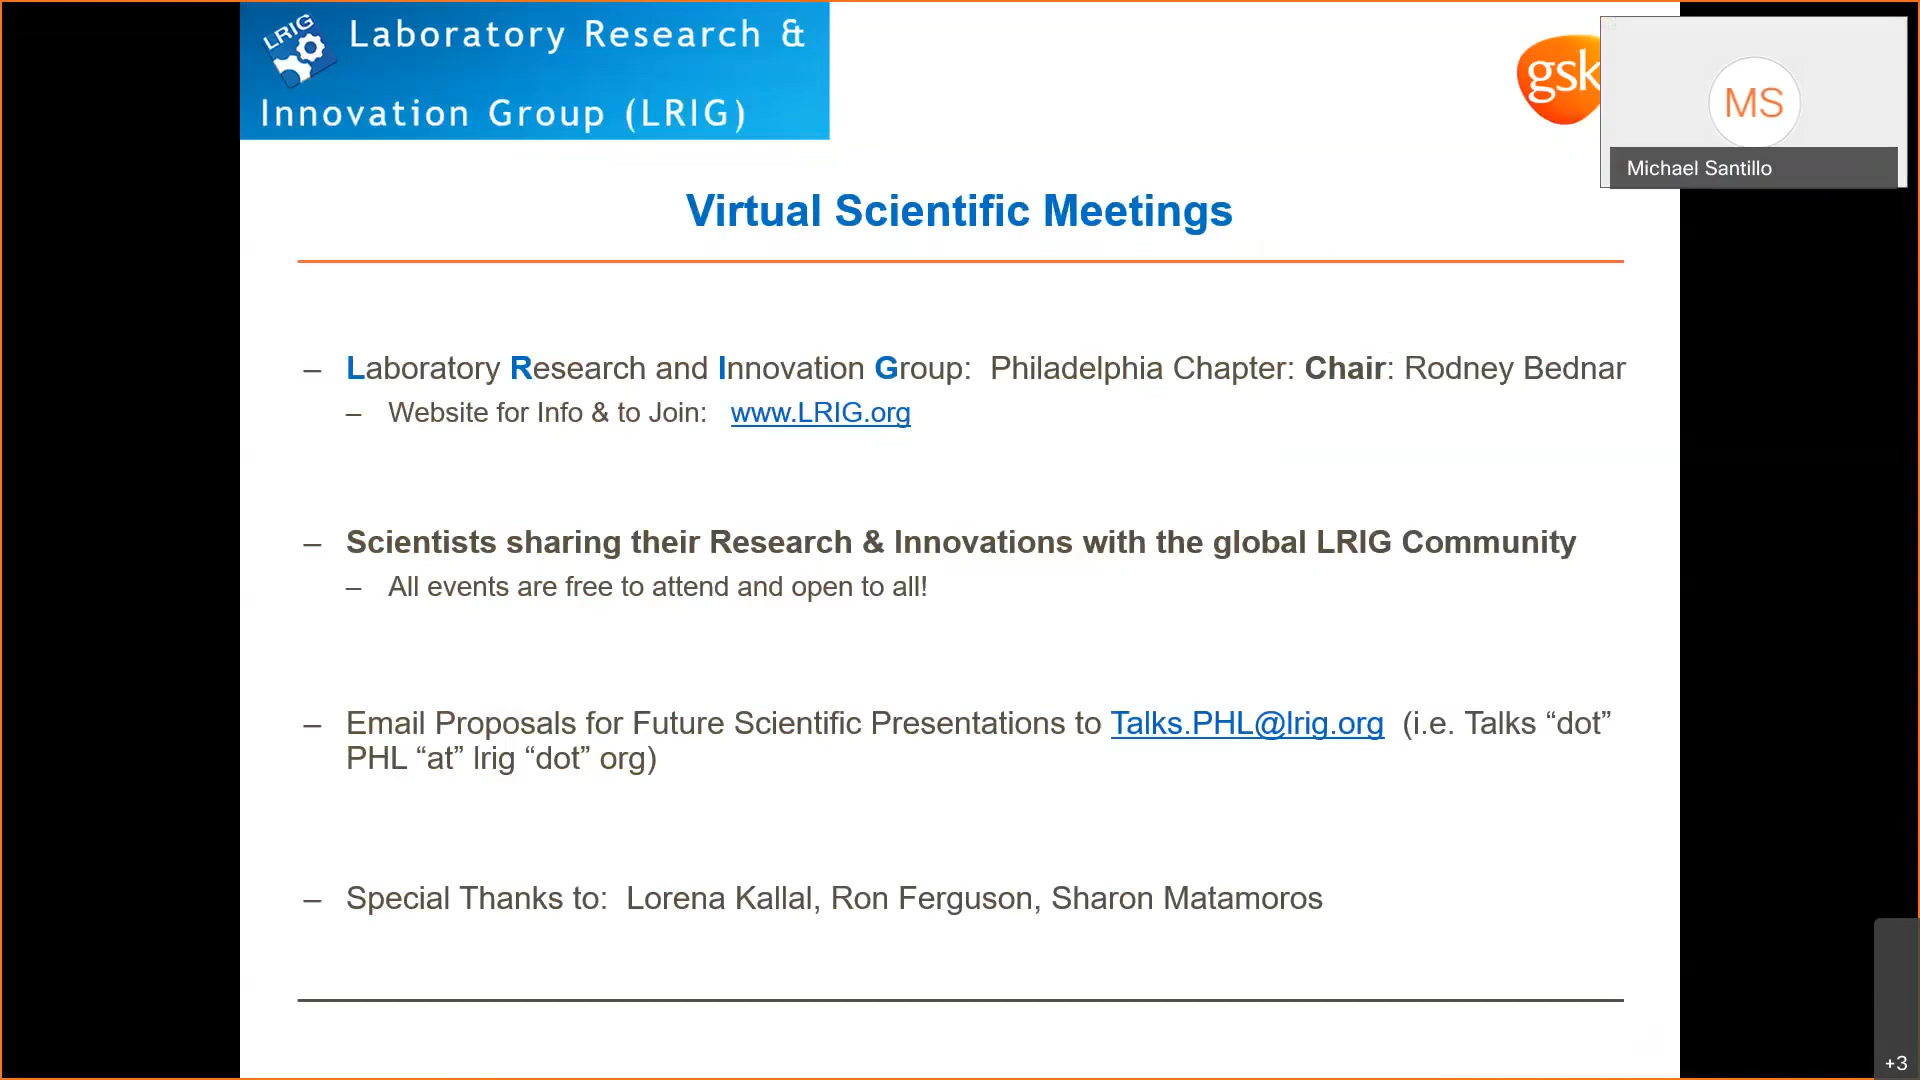 LRIG
Laboratory Research &
Innovation Group (LRIG)
gsk
MS
Michael Santillo
Virtual Scientific Meetings
– Laboratory Research and Innovation Group:  Philadelphia Chapter: Chair: Rodney Bednar
– Website for Info & to Join:   www.LRIG.org
– Scientists sharing their Research & Innovations with the global LRIG Community
– All events are free to attend and open to all!
– Email Proposals for Future Scientific Presentations to Talks.PHL@lrig.org  (i.e. Talks “dot”
PHL “at” lrig “dot” org)
– Special Thanks to:  Lorena Kallal, Ron Ferguson, Sharon Matamoros
+3